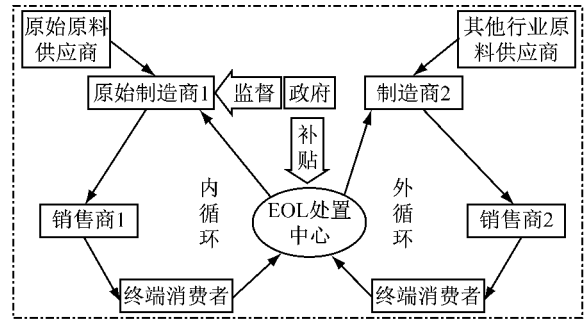 原始原料
供应商
其他行业原
料供应商
原始制造商1
监督
政府
制造商2
补
贴
内
循
环
EOL处置
中心
外
循
环
销售商1
销售商2
终端消费者
终端消费者